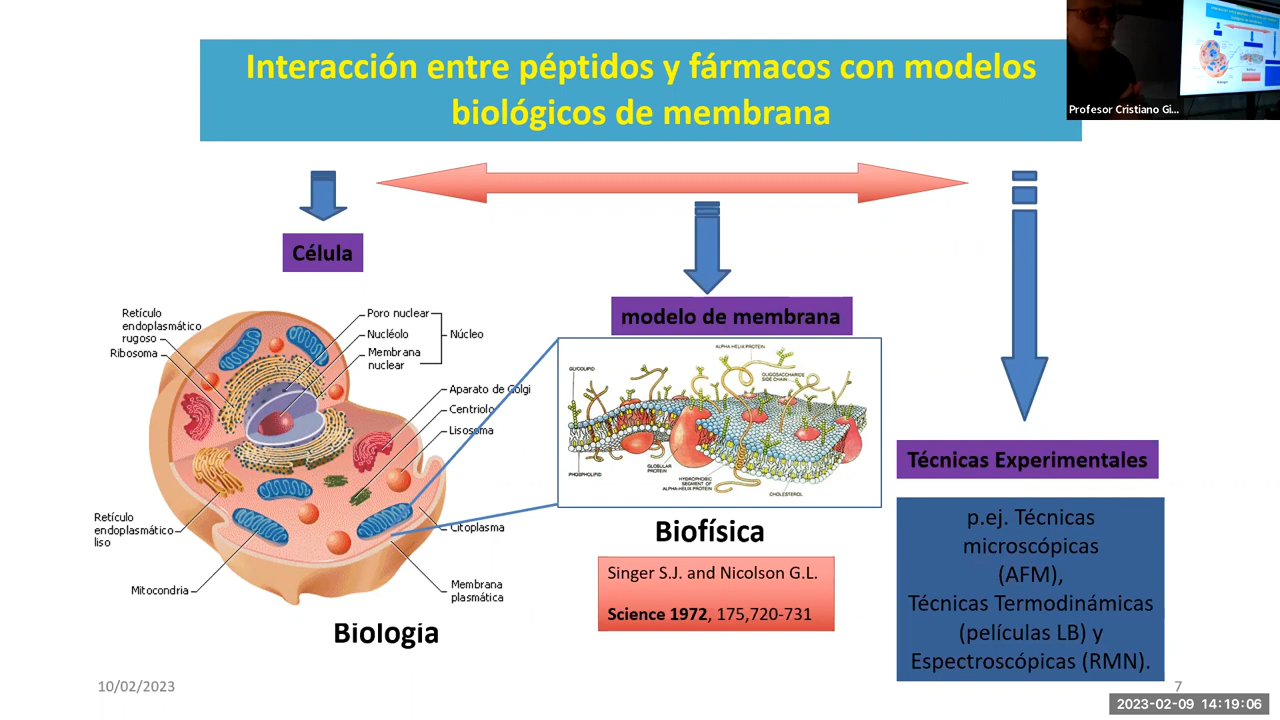 Interacción entre péptidos y fármacos con modelos
biológicos de membrana
Profesor Cristiano Gi...
Célula
modelo de membrana
Retículo
endoplasmático
rugoso
Ribosoma
Poro nuclear
Nucléolo
Membrana
nuclear
Núcleo
Aparato de Golgi
Centriolo
Lisosoma
Retículo
endoplasmático
liso
Mitocondria
Citoplasma
Membrana
plasmática
Biología
ALPHA-HELIX PROTEIN
GLYCOLIPID
OLIGOSACCHARIDE
SIDE CHAIN
PHOSPHOLIPID
GLOBULAR
PROTEIN
HYDROPHOBIC
SEGMENT OF
ALPHA-HELIX PROTEIN
CHOLESTEROL
Biofísica
Singer S.J. and Nicolson G.L.
Science 1972, 175,720-731
Técnicas Experimentales
p.ej. Técnicas
microscópicas
(AFM),
Técnicas Termodinámicas
(películas LB) y
Espectroscópicas (RMN).
10/02/2023
7
2023-02-09 14:19:06